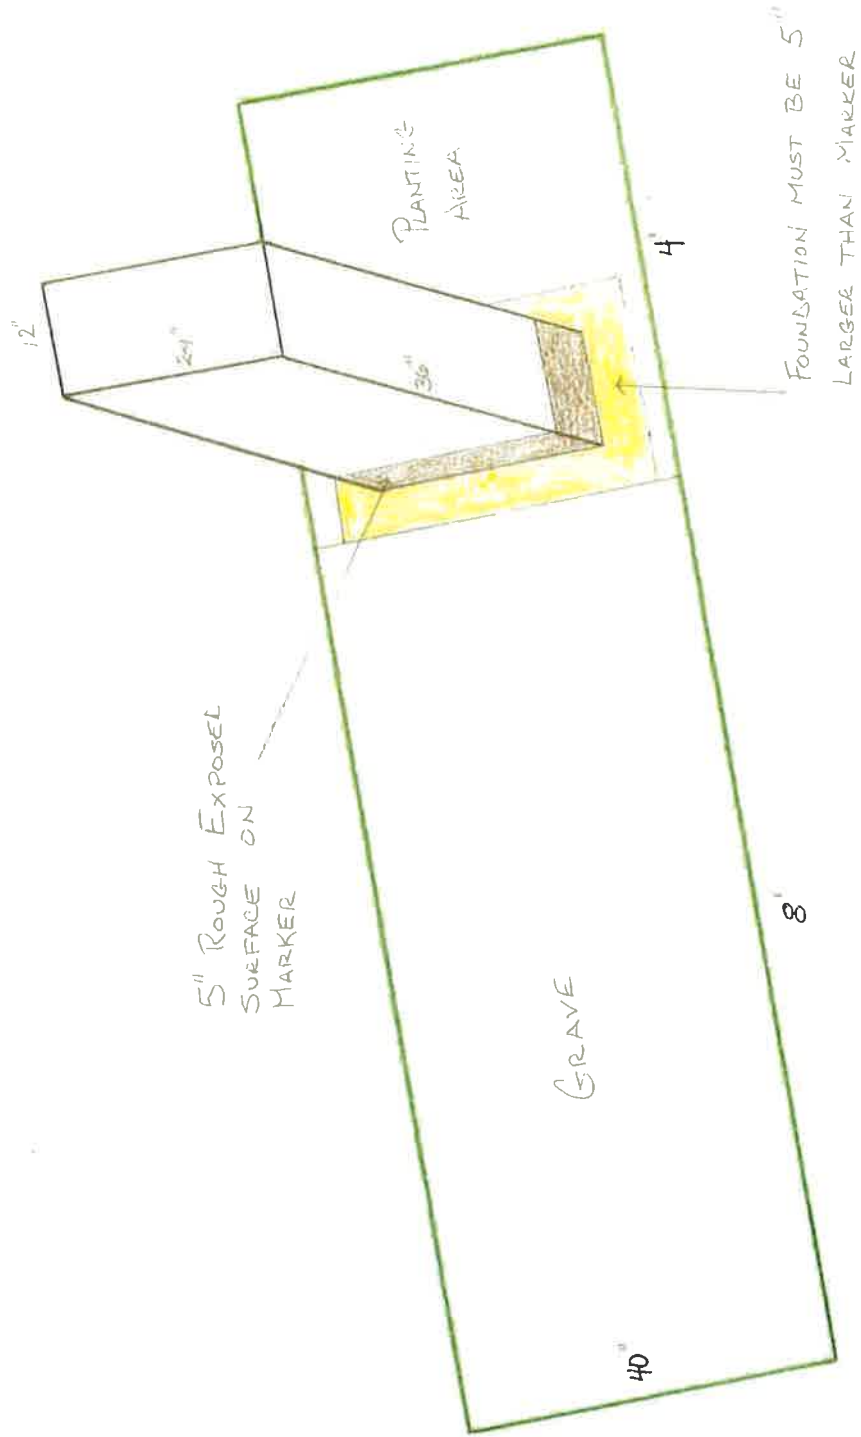 12"
24"
36"
PLANTING
AREA
4'
FOUNDATION MUST BE 5"
LARGER THAN MARKER
5" ROUGH EXPOSED
SURFACE ON
MARKER
GRAVE
8'
40"